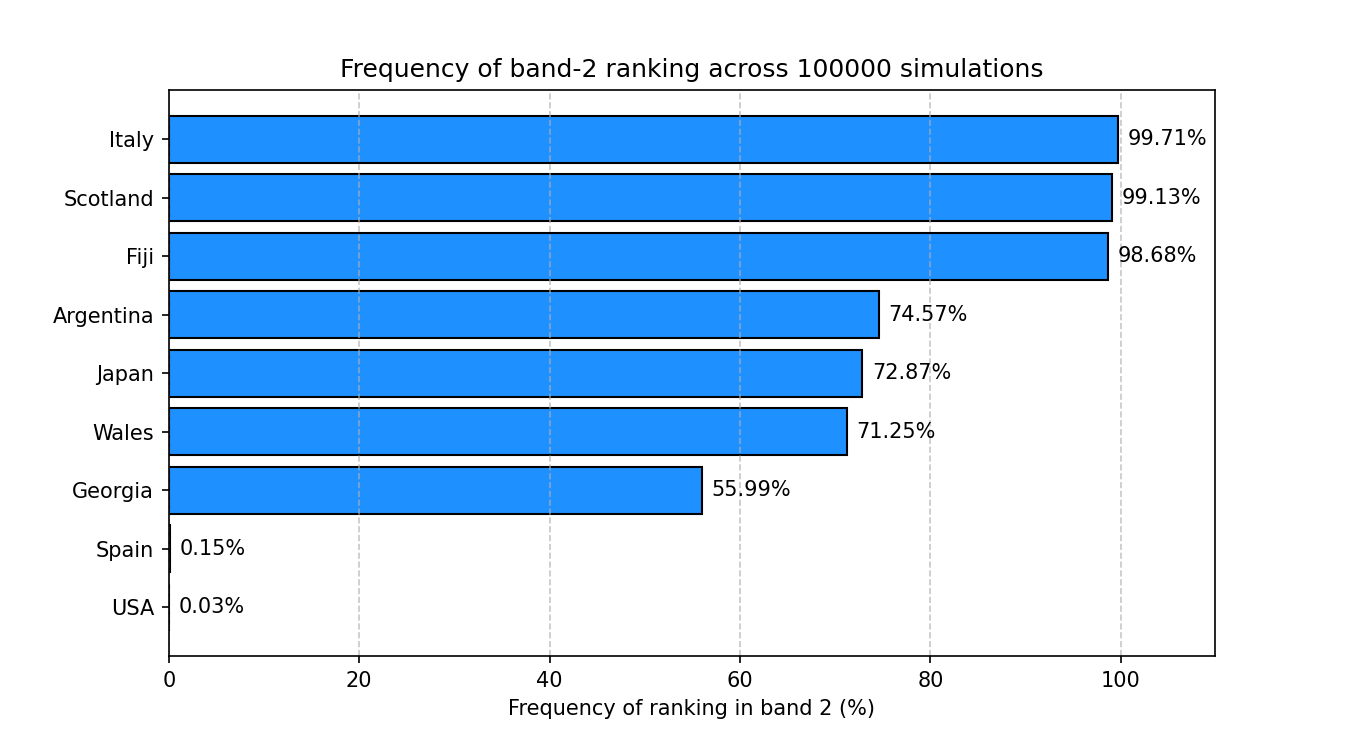 Frequency of band-2 ranking across 100000 simulations
Italy 99.71%
Scotland 99.13%
Fiji 98.68%
Argentina 74.57%
Japan 72.87%
Wales 71.25%
Georgia 55.99%
Spain 0.15%
USA 0.03%
0 20 40 60 80 100
Frequency of ranking in band 2 (%)